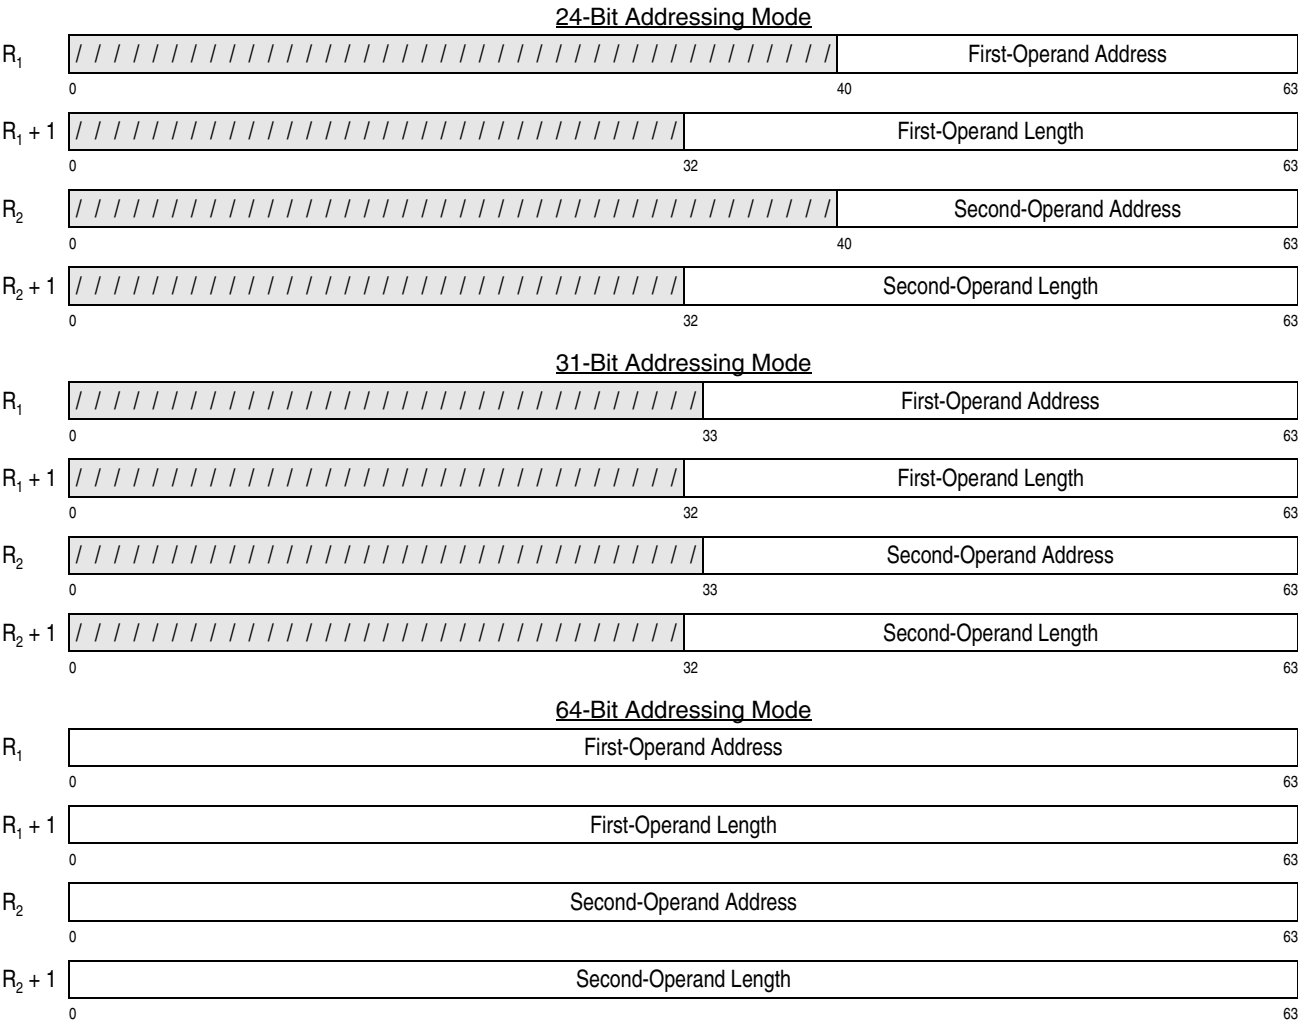 24-Bit Addressing Mode
R₁ / / / / / / / / / / / / / / / / / / / / / / / / / / / / / / / / / / / / / / / / First-Operand Address
0 40 63
R₁ + 1 / / / / / / / / / / / / / / / / / / / / / / / / / / / / / / / / First-Operand Length
0 32 63
R₂ / / / / / / / / / / / / / / / / / / / / / / / / / / / / / / / / / / / / / / / / Second-Operand Address
0 40 63
R₂ + 1 / / / / / / / / / / / / / / / / / / / / / / / / / / / / / / / / Second-Operand Length
0 32 63
31-Bit Addressing Mode
R₁ / / / / / / / / / / / / / / / / / / / / / / / / / / / / / / / / / First-Operand Address
0 33 63
R₁ + 1 / / / / / / / / / / / / / / / / / / / / / / / / / / / / / / / / First-Operand Length
0 32 63
R₂ / / / / / / / / / / / / / / / / / / / / / / / / / / / / / / / / / Second-Operand Address
0 33 63
R₂ + 1 / / / / / / / / / / / / / / / / / / / / / / / / / / / / / / / / Second-Operand Length
0 32 63
64-Bit Addressing Mode
R₁ First-Operand Address
0 63
R₁ + 1 First-Operand Length
0 63
R₂ Second-Operand Address
0 63
R₂ + 1 Second-Operand Length
0 63